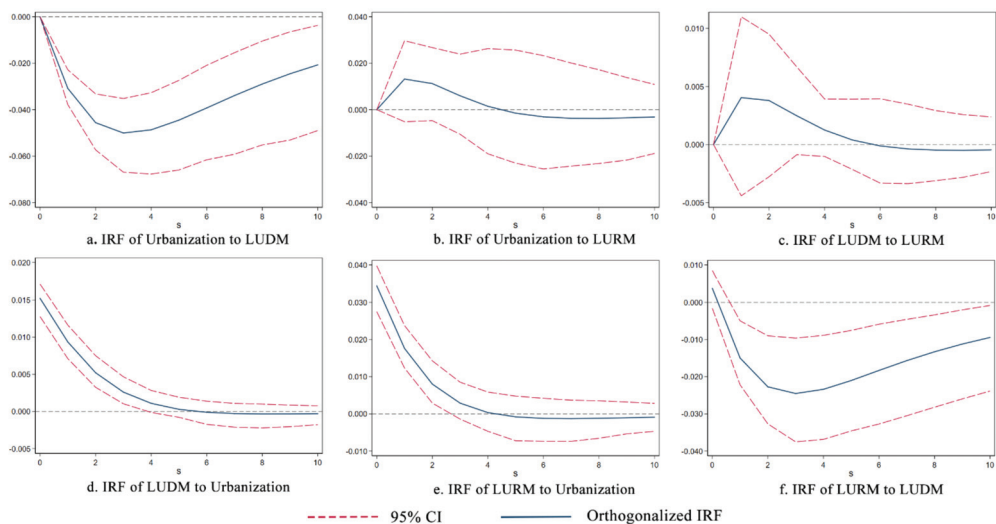 0.000
-0.020
-0.040
-0.060
-0.080
0 2 4 6 8 10
s
a. IRF of Urbanization to LUDM
0.040
0.020
0.000
-0.020
-0.040
0 2 4 6 8 10
s
b. IRF of Urbanization to LURM
0.010
0.005
0.000
-0.005
0 2 4 6 8 10
s
c. IRF of LUDM to LURM
0.020
0.015
0.010
0.005
0.000
-0.005
0 2 4 6 8 10
s
d. IRF of LUDM to Urbanization
0.040
0.030
0.020
0.010
0.000
-0.010
0 2 4 6 8 10
s
e. IRF of LURM to Urbanization
0.010
0.000
-0.010
-0.020
-0.030
-0.040
0 2 4 6 8 10
s
f. IRF of LURM to LUDM
95% CI
Orthogonalized IRF